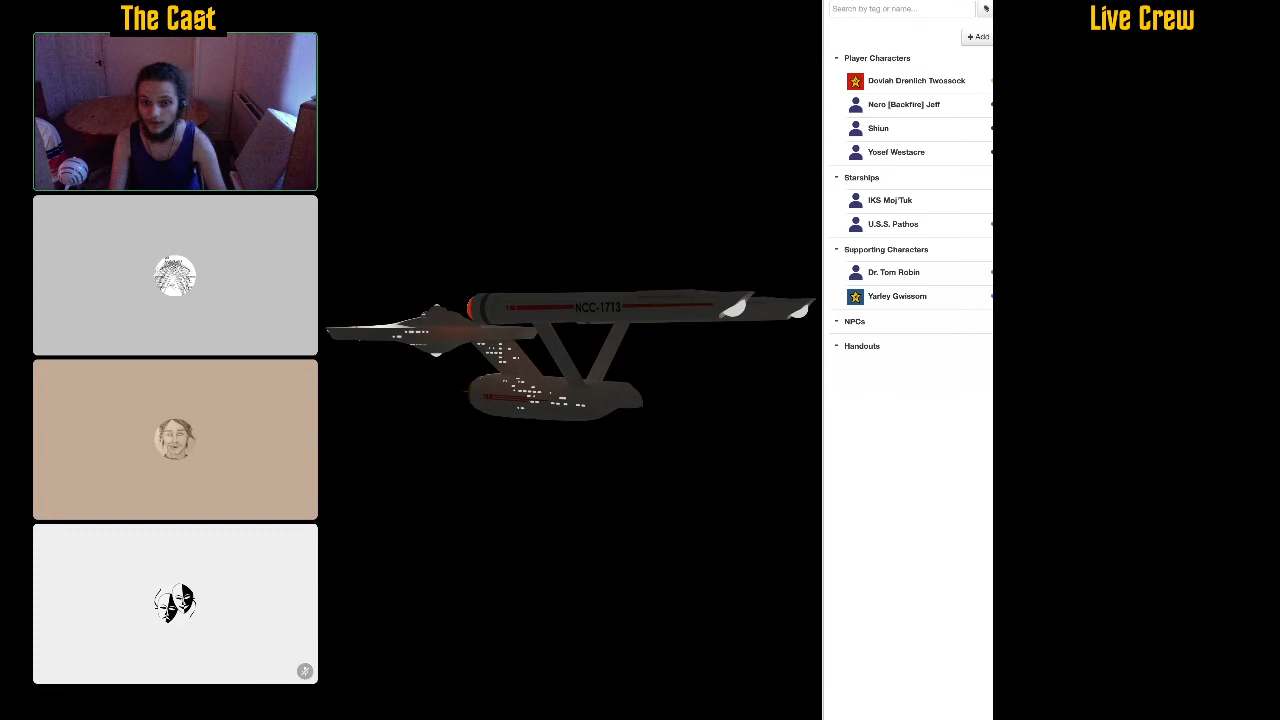 The Cast
Live Crew
Search by tag or name...
+ Add
Player Characters
Doviah Drenlich Twossock
Nero [Backfire] Jeff
Shiun
Yosef Westacre
Starships
IKS Moj'Tuk
U.S.S. Pathos
Supporting Characters
Dr. Tom Robin
Yarley Gwissom
NPCs
Handouts
NCC-1713